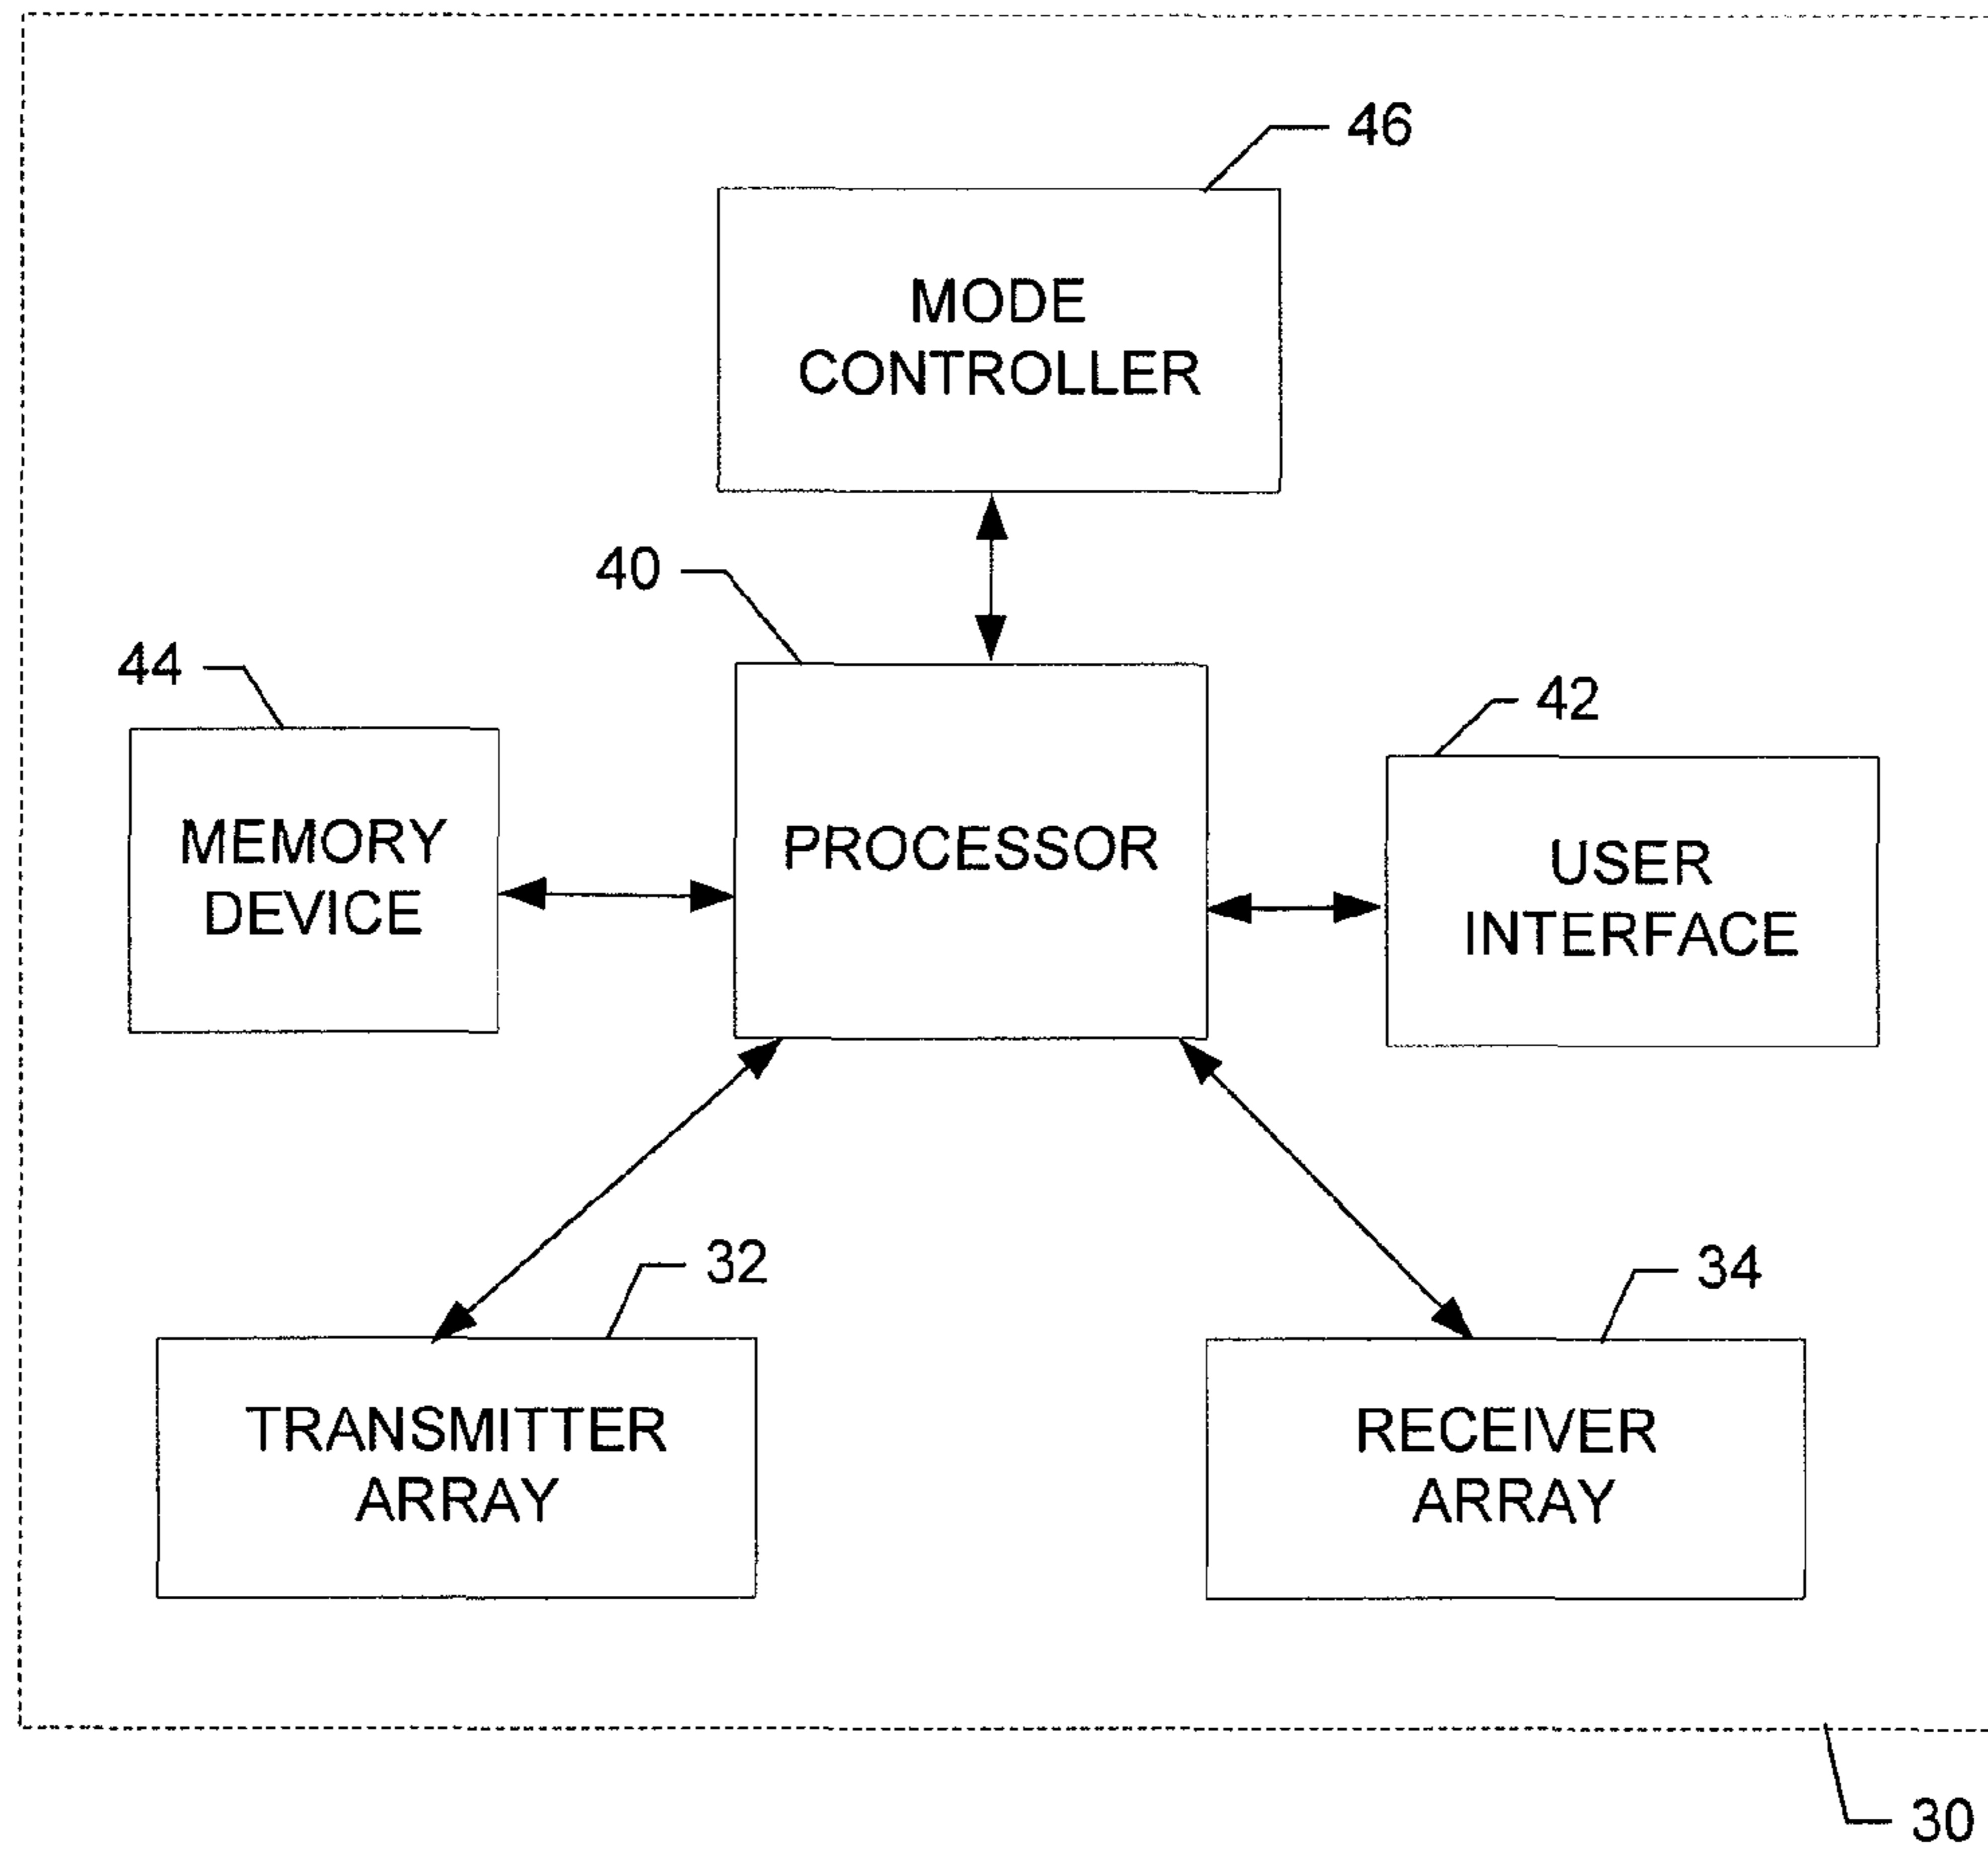 46
MODE
CONTROLLER
40
44
42
MEMORY
DEVICE
PROCESSOR
USER
INTERFACE
32
34
TRANSMITTER
ARRAY
RECEIVER
ARRAY
30